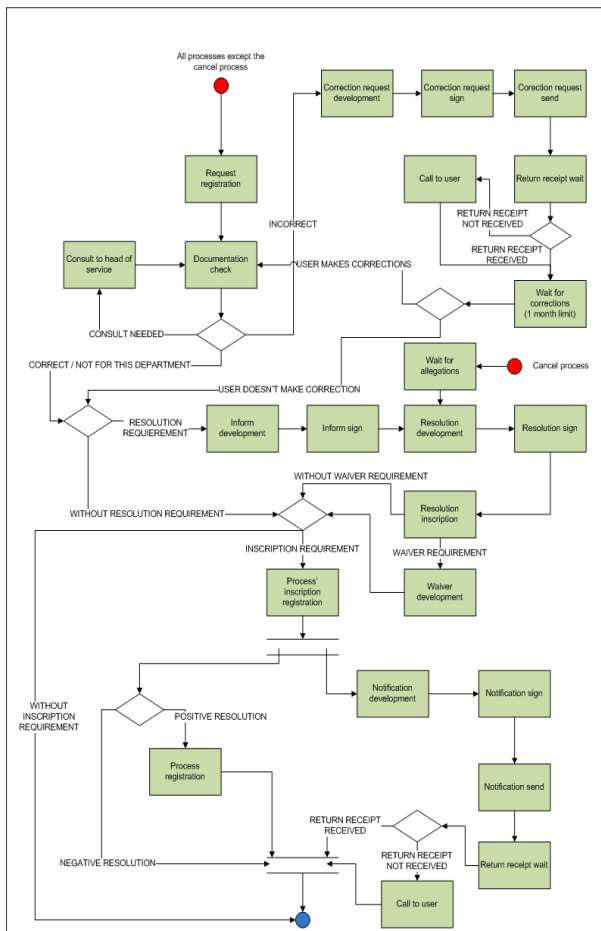 All processes except the
cancel process
Correction request
development
Correction request
sign
Corection request
send
Request
registration
Call to user
Return receipt wait
RETURN RECEIPT
NOT RECEIVED
RETURN RECEIPT
RECEIVED
INCORRECT
Consult to head of
service
Documentation
check
USER MAKES CORRECTIONS
Wait for
corrections
(1 month limit)
CONSULT NEEDED
CORRECT / NOT FOR THIS DEPARTMENT
Wait for
allegations
Cancel process
USER DOESN'T MAKE CORRECTION
RESOLUTION
REQUIEREMENT
Inform
development
Inform sign
Resolution
development
Resolution sign
WITHOUT WAIVER REQUIREMENT
Resolution
inscription
WITHOUT RESOLUTION REQUIREMENT
WAIVER REQUIREMENT
INSCRIPTION REQUIREMENT
Process'
inscription
registration
Waiver
development
Notification
development
Notification sign
WITHOUT
INSCRIPTION
REQUIREMENT
POSITIVE RESOLUTION
Process
registration
Notification send
RETURN RECEIPT
RECEIVED
NEGATIVE RESOLUTION
RETURN RECEIPT
NOT RECEIVED
Return receipt wait
Call to user